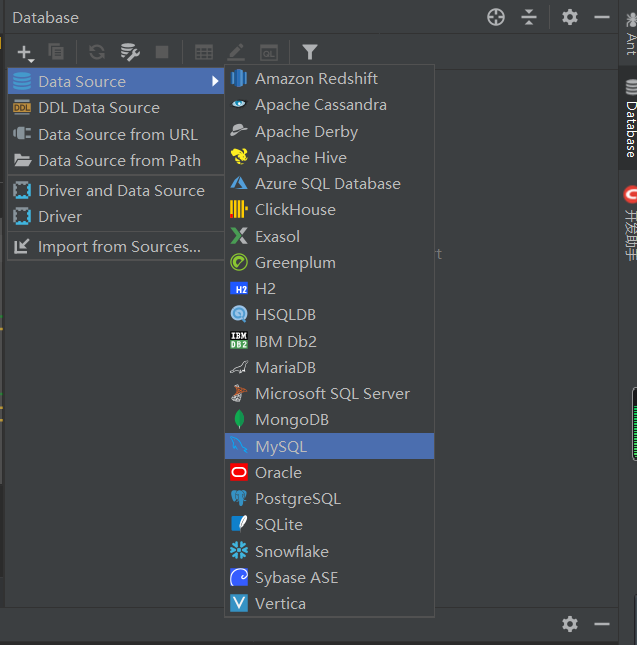 Database
Data Source
DDL Data Source
Data Source from URL
Data Source from Path
Driver and Data Source
Driver
Import from Sources...
Amazon Redshift
Apache Cassandra
Apache Derby
Apache Hive
Azure SQL Database
ClickHouse
Exasol
Greenplum
H2
HSQLDB
IBM Db2
MariaDB
Microsoft SQL Server
MongoDB
MySQL
Oracle
PostgreSQL
SQLite
Snowflake
Sybase ASE
Vertica
Ant
Database
开发助手